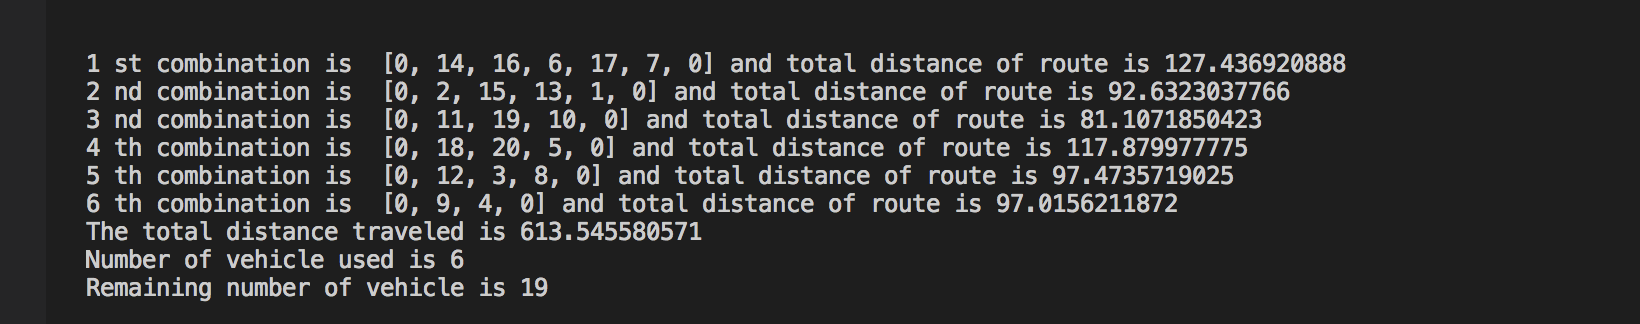 1 st combination is  [0, 14, 16, 6, 17, 7, 0] and total distance of route is 127.436920888
2 nd combination is  [0, 2, 15, 13, 1, 0] and total distance of route is 92.6323037766
3 nd combination is  [0, 11, 19, 10, 0] and total distance of route is 81.1071850423
4 th combination is  [0, 18, 20, 5, 0] and total distance of route is 117.879977775
5 th combination is  [0, 12, 3, 8, 0] and total distance of route is 97.4735719025
6 th combination is  [0, 9, 4, 0] and total distance of route is 97.0156211872
The total distance traveled is 613.545580571
Number of vehicle used is 6
Remaining number of vehicle is 19